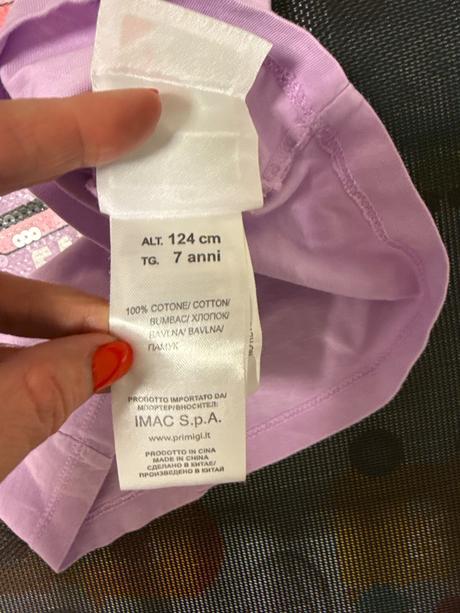 ALT. 124 cm
TG. 7 anni
100% COTONE/ COTTON/
BUMBAC/ ХЛОПОК/
BAVLNA/ BAVLNA/
ПАМУК
PRODOTTO IMPORTATO DA/
ИМПОРТЕР/ВНОСИТЕЛ:
IMAC S.p.A.
www.primigi.it
PRODOTTO IN CINA
MADE IN CHINA
СДЕЛАНО В КИТАЕ/
ПРОИЗВЕДЕНО В КИТАЙ